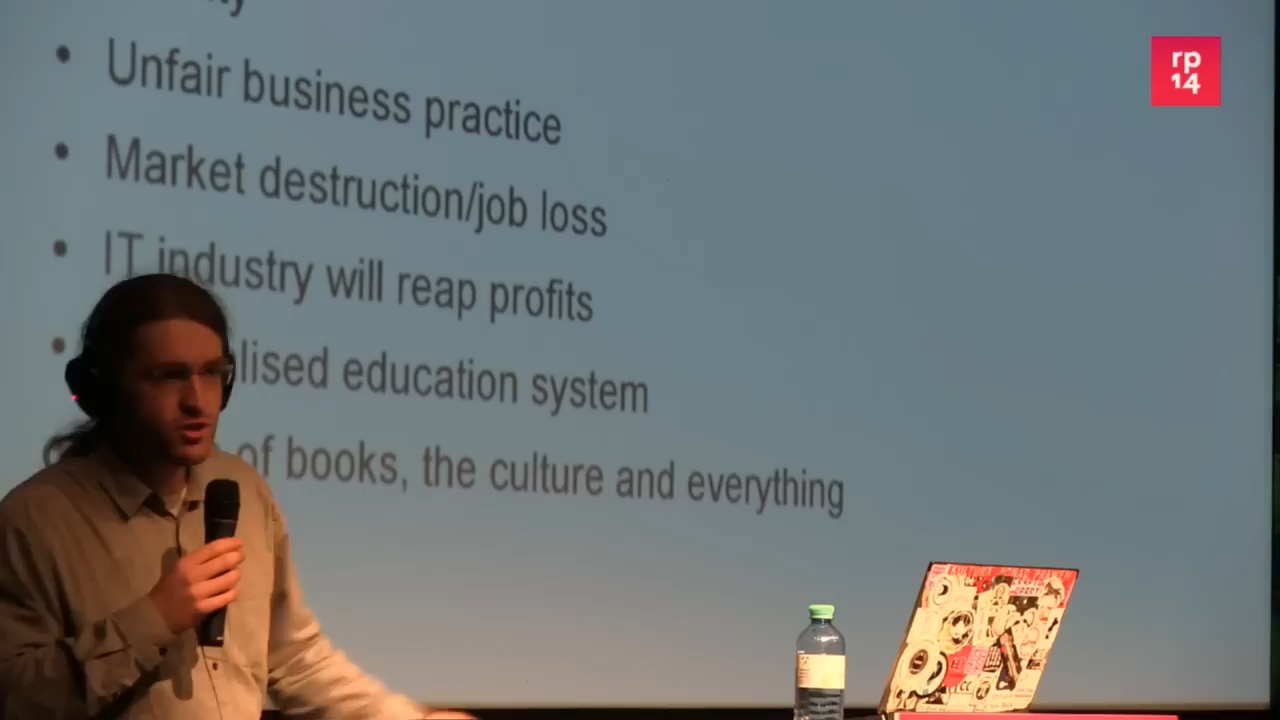 • Unfair business practice
• Market destruction/job loss
• IT industry will reap profits
• lised education system
of books, the culture and everything
rp
14